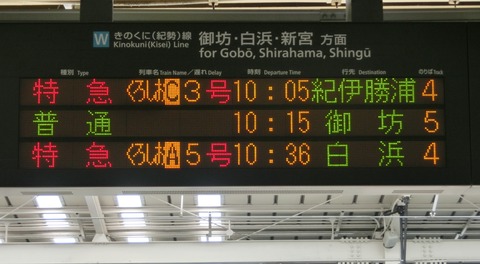 W きのくに(紀勢)線 御坊・白浜・新宮 方面
Kinokuni(Kisei) Line for Gobō, Shirahama, Shingū
種別 Type 列車名 Train Name / 遅れ Delay 時刻 Departure Time 行先 Destination のりば Track
特急 くろしお C 3号 10:05 紀伊勝浦 4
普通 10:15 御坊 5
特急 くろしお A 5号 10:36 白浜 4